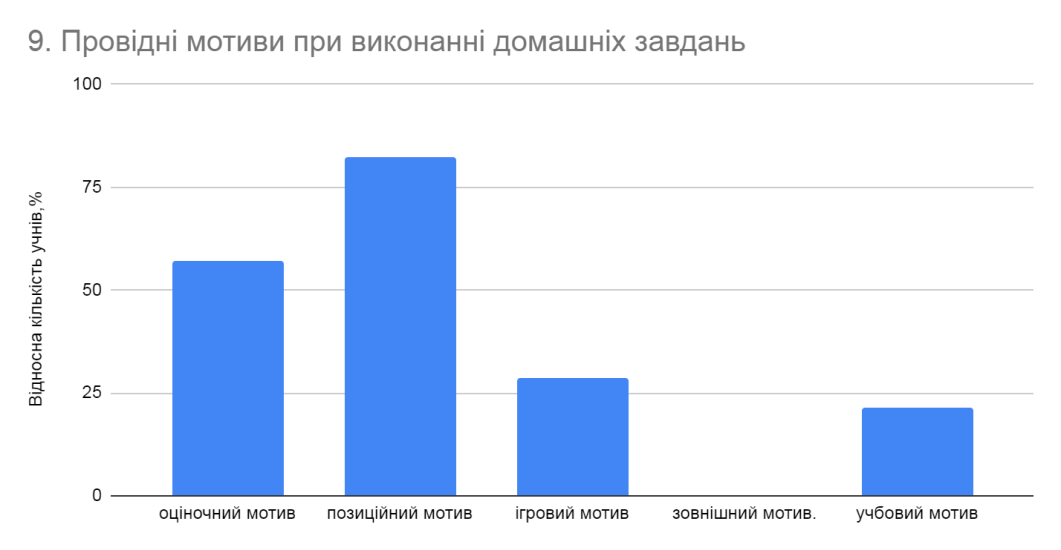 9. Провідні мотиви при виконанні домашніх завдань
Відносна кількість учнів,%
100
75
50
25
0
оціночний мотив
позиційний мотив
ігровий мотив
зовнішний мотив.
учбовий мотив